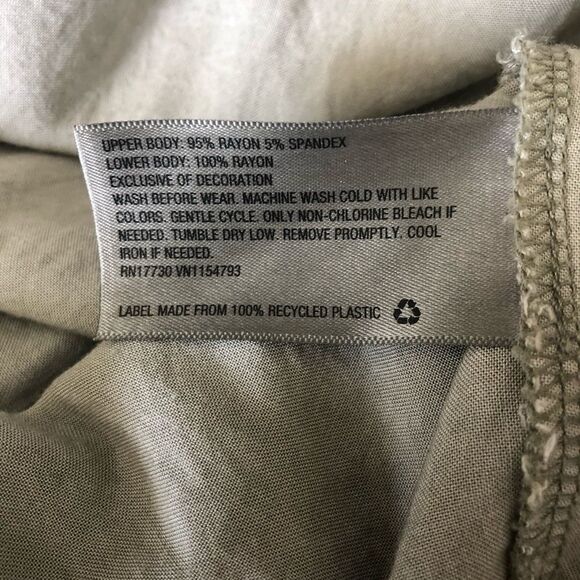 UPPER BODY: 95% RAYON 5% SPANDEX
LOWER BODY: 100% RAYON
EXCLUSIVE OF DECORATION
WASH BEFORE WEAR. MACHINE WASH COLD WITH LIKE
COLORS. GENTLE CYCLE. ONLY NON-CHLORINE BLEACH IF
NEEDED. TUMBLE DRY LOW. REMOVE PROMPTLY. COOL
IRON IF NEEDED.
RN17730 VN1154793
LABEL MADE FROM 100% RECYCLED PLASTIC